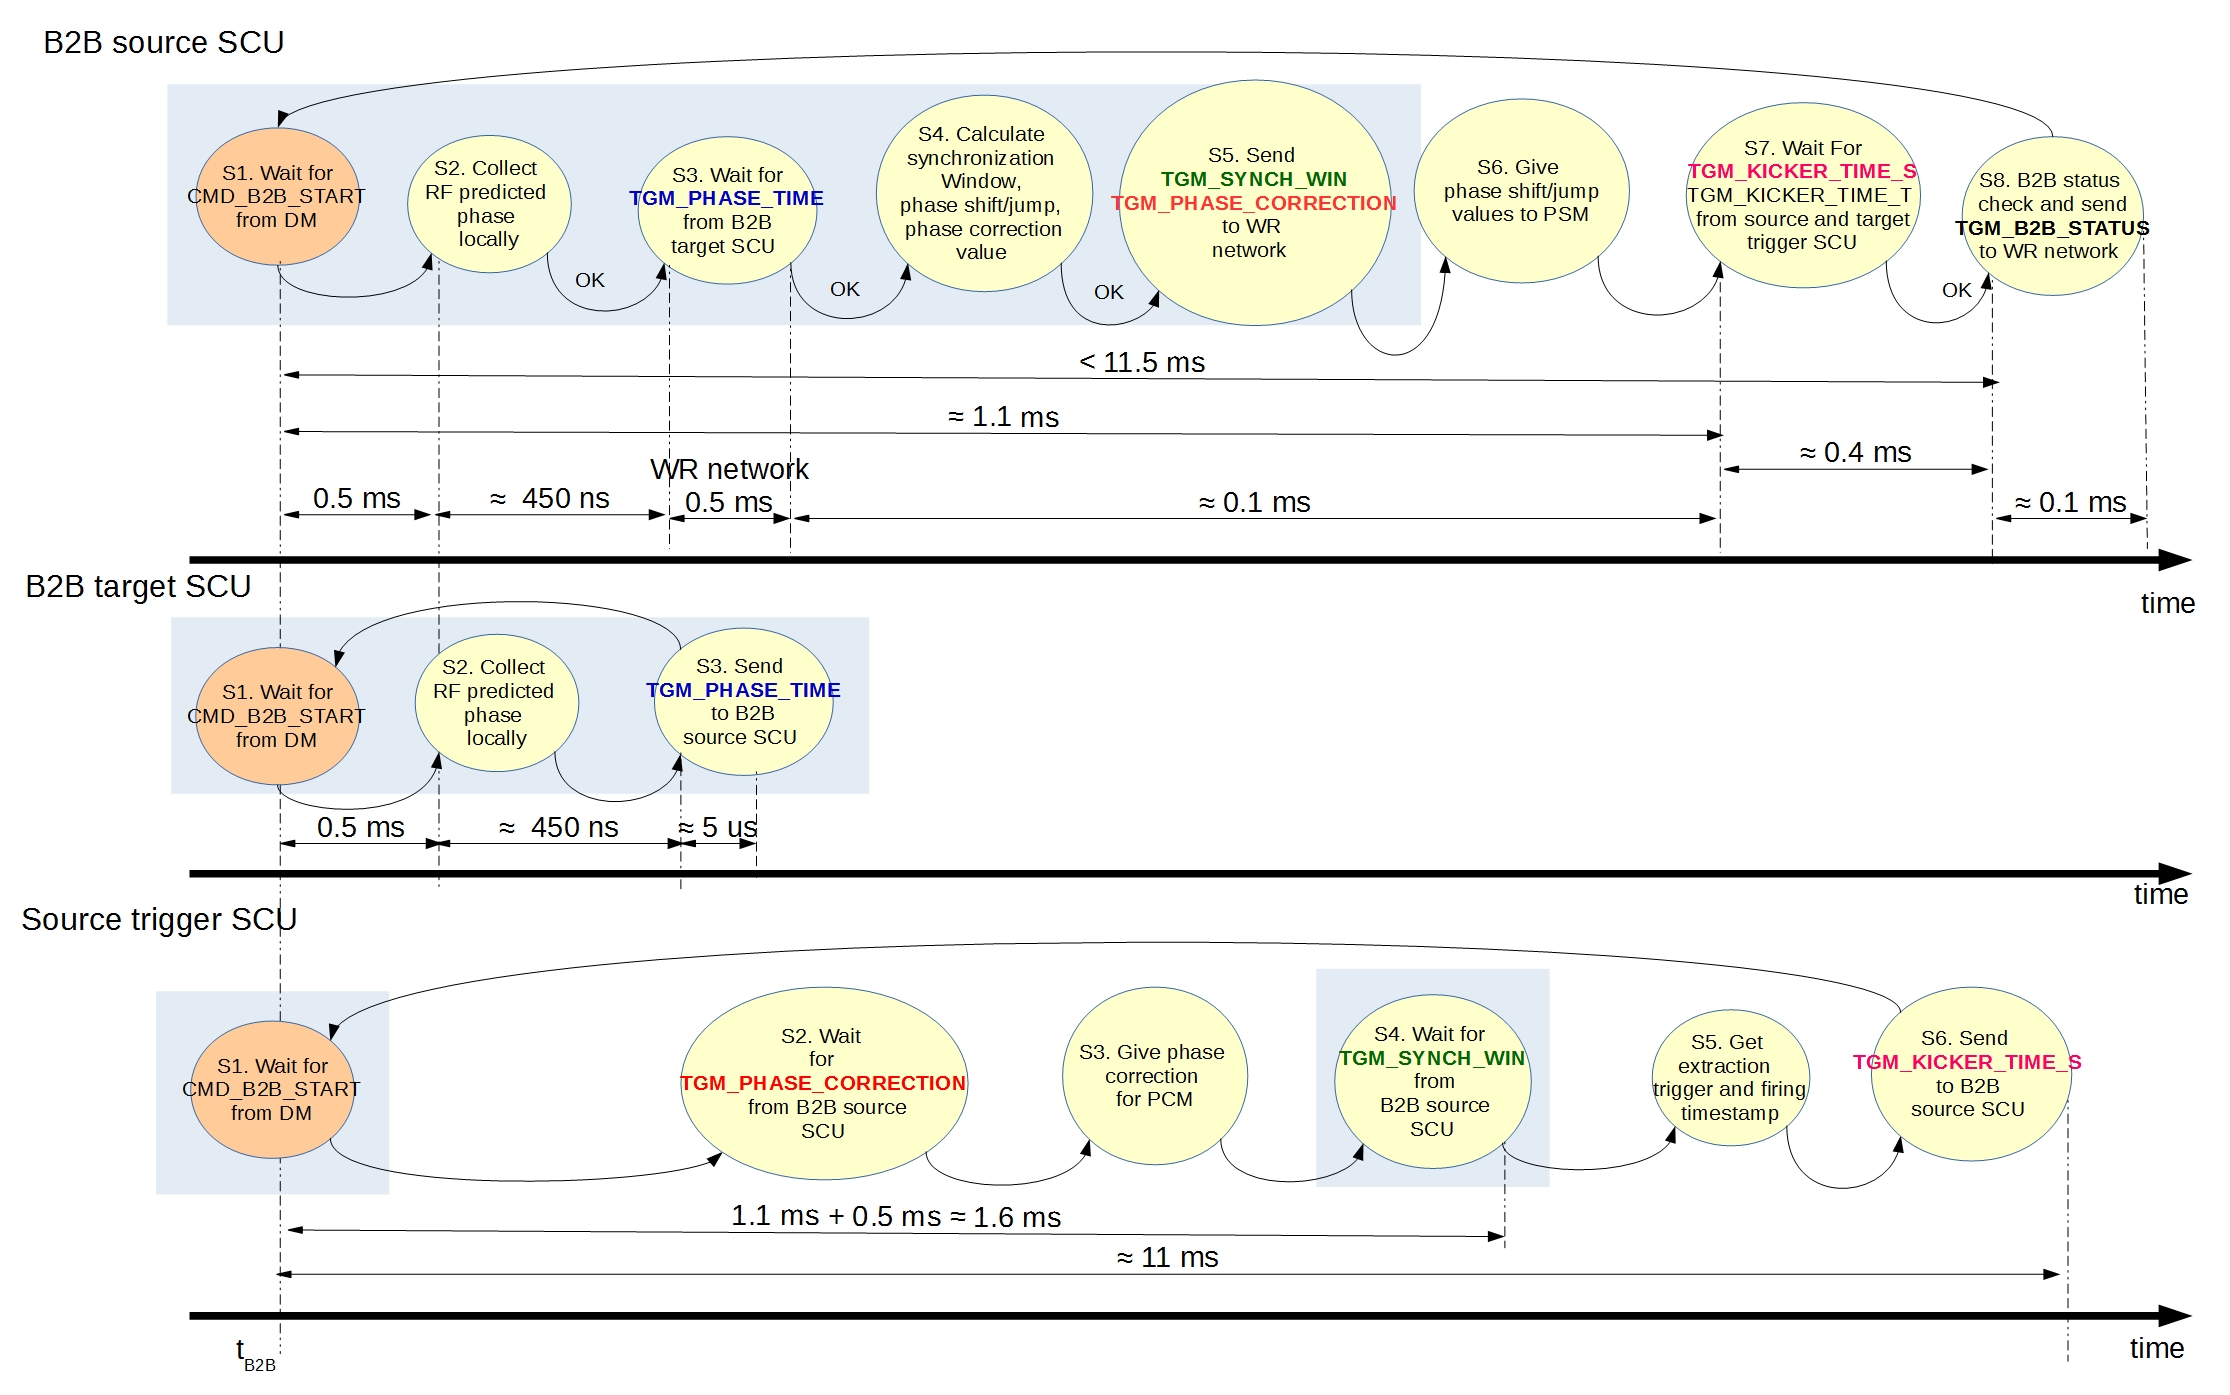 B2B source SCU
S1. Wait for
CMD_B2B_START
from DM
S2. Collect
RF predicted
phase
locally
S3. Wait for
TGM_PHASE_TIME
from B2B
target SCU
S4. Calculate
synchronization
Window,
phase shift/jump,
phase correction
value
S5. Send
TGM_SYNCH_WIN
TGM_PHASE_CORRECTION
to WR
network
S6. Give
phase shift/jump
values to PSM
S7. Wait For
TGM_KICKER_TIME_S
TGM_KICKER_TIME_T
from source and target
trigger SCU
S8. B2B status
check and send
TGM_B2B_STATUS
to WR network
OK
OK
OK
OK
< 11.5 ms
≈ 1.1 ms
≈ 0.4 ms
WR network
0.5 ms
≈ 450 ns
0.5 ms
≈ 0.1 ms
≈ 0.1 ms
time
B2B target SCU
S1. Wait for
CMD_B2B_START
from DM
S2. Collect
RF predicted
phase
locally
S3. Send
TGM_PHASE_TIME
to B2B
source SCU
0.5 ms
≈ 450 ns
≈ 5 us
time
Source trigger SCU
S1. Wait for
CMD_B2B_START
from DM
S2. Wait
for
TGM_PHASE_CORRECTION
from B2B source
SCU
S3. Give phase
correction
for PCM
S4. Wait for
TGM_SYNCH_WIN
from
B2B source
SCU
S5. Get
extraction
trigger and firing
timestamp
S6. Send
TGM_KICKER_TIME_S
to B2B
source SCU
1.1 ms + 0.5 ms ≈ 1.6 ms
≈ 11 ms
tB2B
time